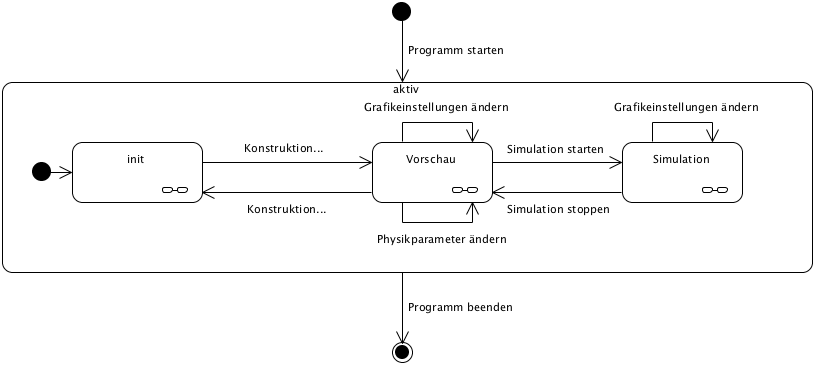 Programm starten
aktiv
Grafikeinstellungen ändern
Grafikeinstellungen ändern
init
Konstruktion...
Vorschau
Simulation starten
Simulation
Konstruktion...
Simulation stoppen
Physikparameter ändern
Programm beenden